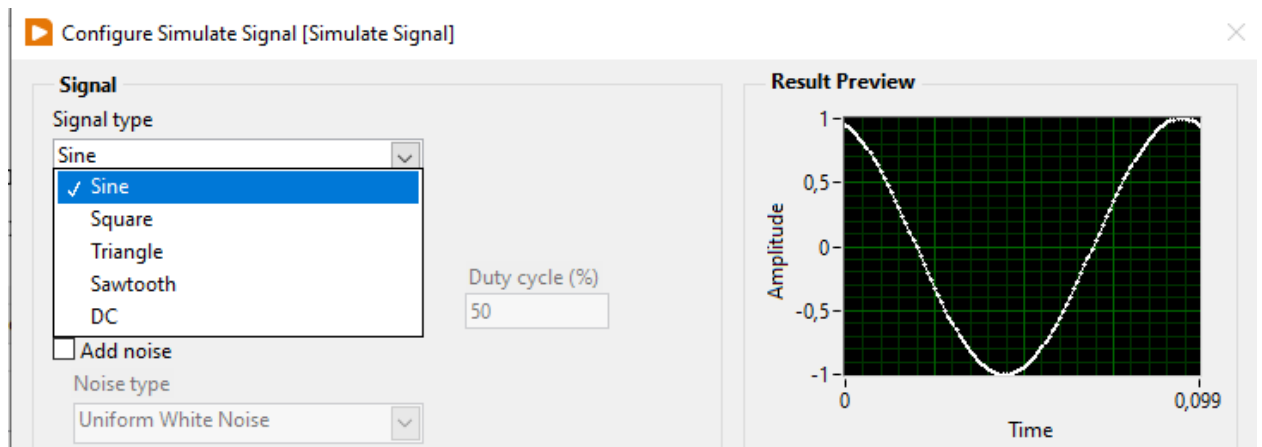 Configure Simulate Signal [Simulate Signal]
Signal
Signal type
Sine
Sine
Square
Triangle
Sawtooth
DC
Duty cycle (%)
50
Add noise
Noise type
Uniform White Noise
Result Preview
1
0,5
0
-0,5
-1
Amplitude
0
0,099
Time